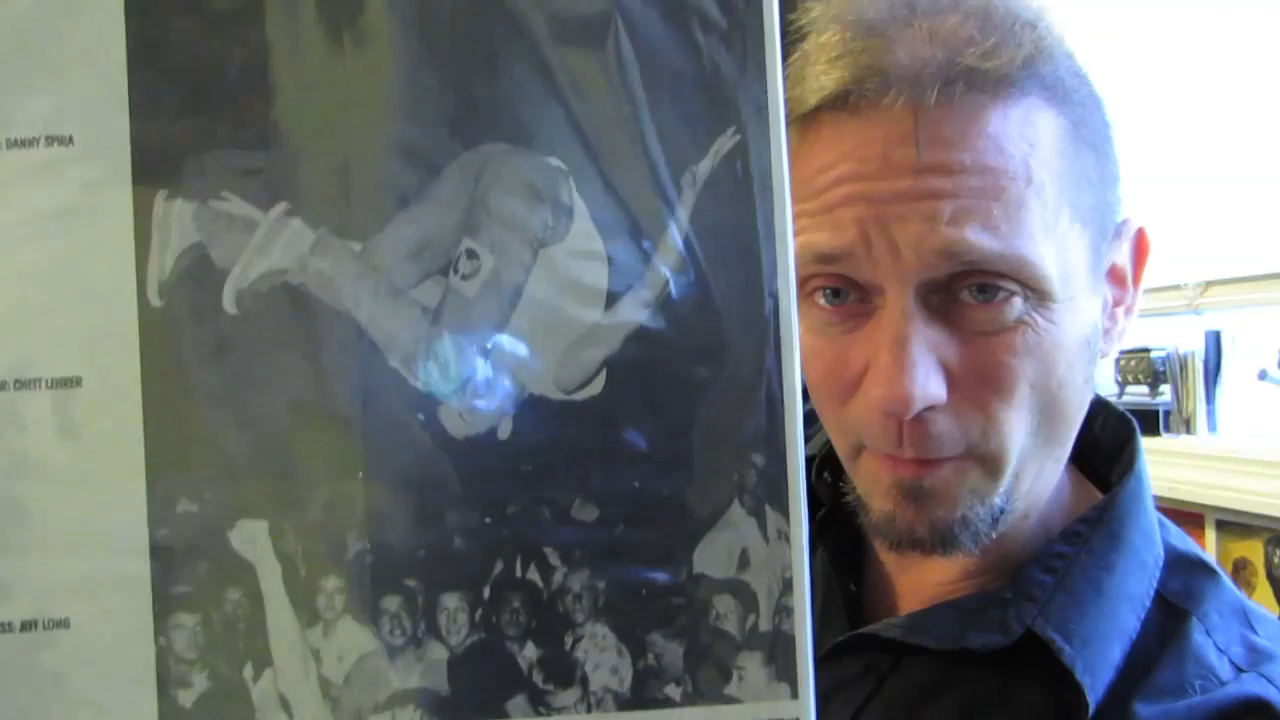 : DANNY SPIRA
R: CHETT LEHRER
SS: JEFF LONG